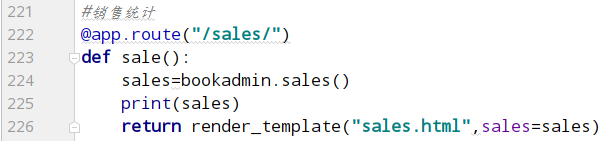 221 #销售统计
222 @app.route("/sales/")
223 def sale():
224 sales=bookadmin.sales()
225 print(sales)
226 return render_template("sales.html",sales=sales)